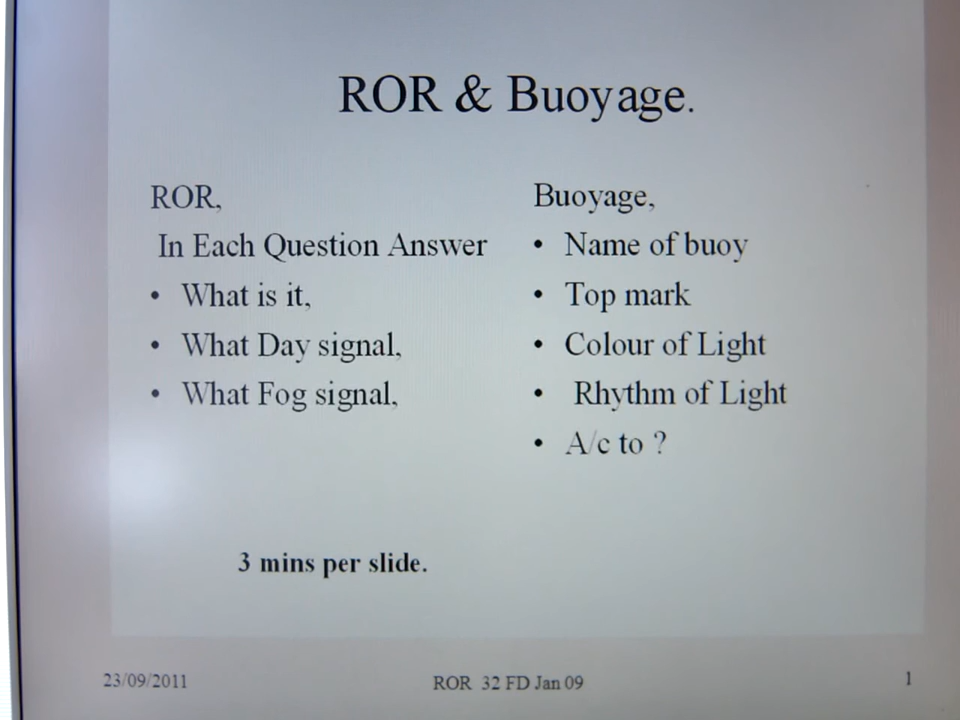 ROR & Buoyage.
ROR,
In Each Question Answer
• What is it,
• What Day signal,
• What Fog signal,
Buoyage,
• Name of buoy
• Top mark
• Colour of Light
• Rhythm of Light
• A/c to ?
3 mins per slide.
23/09/2011
ROR 32 FD Jan 09
1